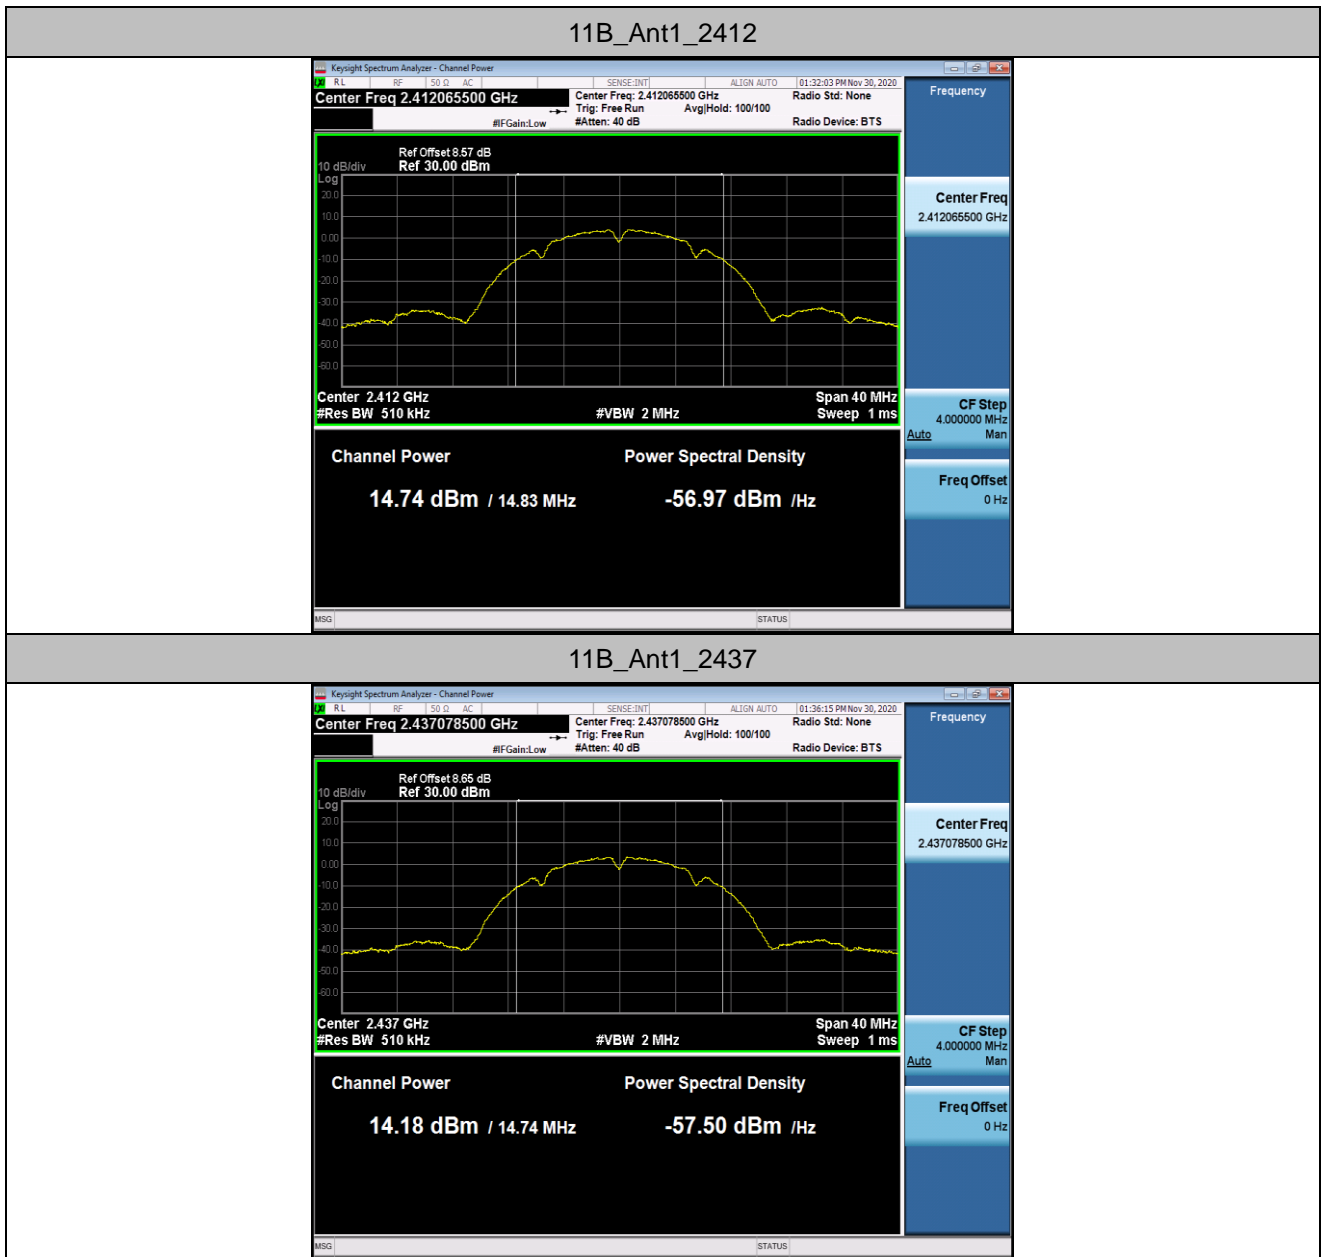 11B_Ant1_2412
Keysight Spectrum Analyzer - Channel Power
RL RF 50 Ω AC SENSE:INT ALIGN AUTO 01:32:03 PM Nov 30, 2020
Center Freq 2.412065500 GHz
Center Freq: 2.412065500 GHz Radio Std: None
Trig: Free Run Avg|Hold: 100/100
#IFGain:Low #Atten: 40 dB Radio Device: BTS
Frequency
Ref Offset 8.57 dB
10 dB/div Ref 30.00 dBm
Log
20.0
10.0
0.00
-10.0
-20.0
-30.0
-40.0
-50.0
-60.0
Center Freq
2.412065500 GHz
Center 2.412 GHz Span 40 MHz
#Res BW 510 kHz #VBW 2 MHz Sweep 1 ms
CF Step
4.000000 MHz
Auto Man
Channel Power Power Spectral Density
14.74 dBm / 14.83 MHz -56.97 dBm /Hz
Freq Offset
0 Hz
MSG STATUS
11B_Ant1_2437
Keysight Spectrum Analyzer - Channel Power
RL RF 50 Ω AC SENSE:INT ALIGN AUTO 01:36:15 PM Nov 30, 2020
Center Freq 2.437078500 GHz
Center Freq: 2.437078500 GHz Radio Std: None
Trig: Free Run Avg|Hold: 100/100
#IFGain:Low #Atten: 40 dB Radio Device: BTS
Frequency
Ref Offset 8.65 dB
10 dB/div Ref 30.00 dBm
Log
20.0
10.0
0.00
-10.0
-20.0
-30.0
-40.0
-50.0
-60.0
Center Freq
2.437078500 GHz
Center 2.437 GHz Span 40 MHz
#Res BW 510 kHz #VBW 2 MHz Sweep 1 ms
CF Step
4.000000 MHz
Auto Man
Channel Power Power Spectral Density
14.18 dBm / 14.74 MHz -57.50 dBm /Hz
Freq Offset
0 Hz
MSG STATUS